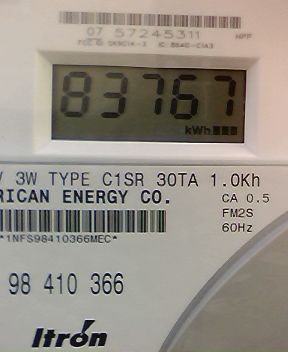 07 57245311
83767
kWh
V 3W TYPE C1SR 30TA 1.0Kh
RICAN ENERGY CO.
CA 0.5
FM2S
60Hz
*1NFS98410366MEC*
98 410 366
Itrón